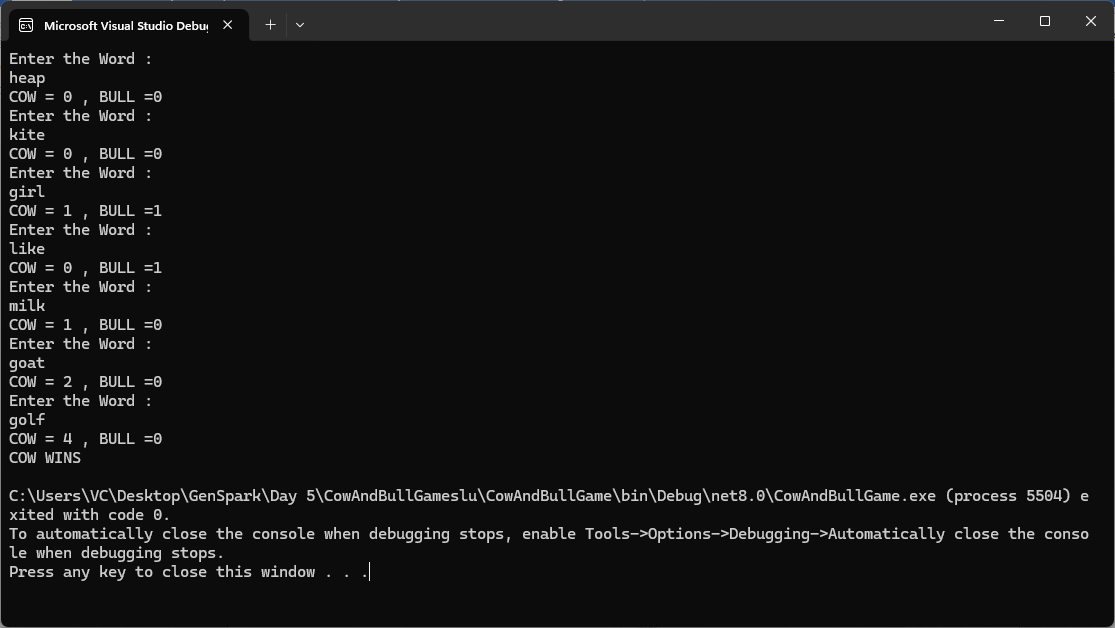 Microsoft Visual Studio Debug
Enter the Word :
heap
COW = 0 , BULL =0
Enter the Word :
kite
COW = 0 , BULL =0
Enter the Word :
girl
COW = 1 , BULL =1
Enter the Word :
like
COW = 0 , BULL =1
Enter the Word :
milk
COW = 1 , BULL =0
Enter the Word :
goat
COW = 2 , BULL =0
Enter the Word :
golf
COW = 4 , BULL =0
COW WINS
C:\Users\VC\Desktop\GenSpark\Day 5\CowAndBullGameslu\CowAndBullGame\bin\Debug\net8.0\CowAndBullGame.exe (process 5504) e
xited with code 0.
To automatically close the console when debugging stops, enable Tools->Options->Debugging->Automatically close the conso
le when debugging stops.
Press any key to close this window . . .